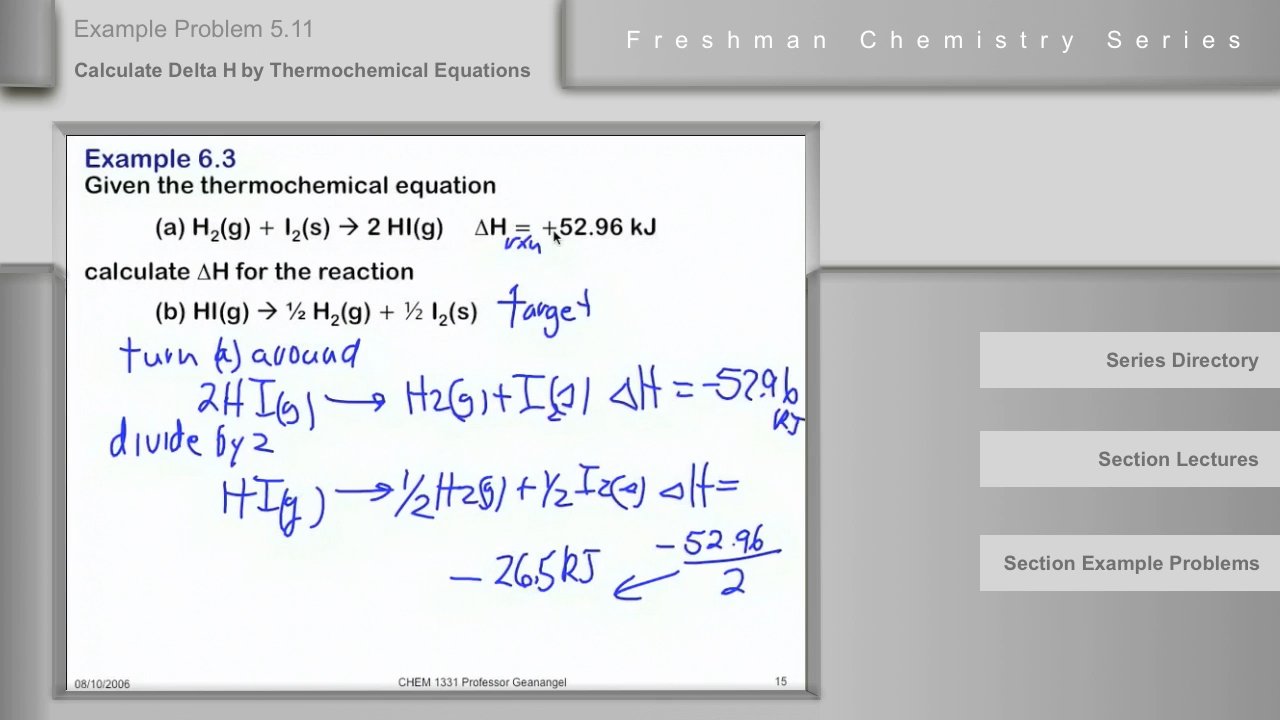 Example Problem 5.11
Calculate Delta H by Thermochemical Equations
Freshman Chemistry Series
Example 6.3
Given the thermochemical equation
(a) H₂(g) + I₂(s) → 2 HI(g) ΔH = +52.96 kJ
rxn
calculate ΔH for the reaction
(b) HI(g) → ½ H₂(g) + ½ I₂(s) target
turn (a) around
2HI(g) → H₂(g) + I₂(s) ΔH = -52.96
kJ
divide by 2
HI(g) → 1/2 H₂(g) + 1/2 I₂(s) ΔH =
-52.96
- 26.5 kJ ←
2
08/10/2006
CHEM 1331 Professor Geanangel
15
Series Directory
Section Lectures
Section Example Problems